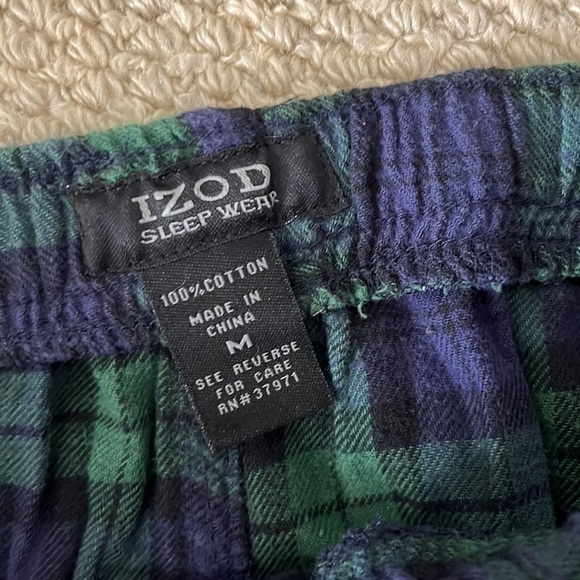 IZOD
SLEEP WEAR
100% COTTON
MADE IN
CHINA
M
SEE REVERSE
FOR CARE
RN# 37971